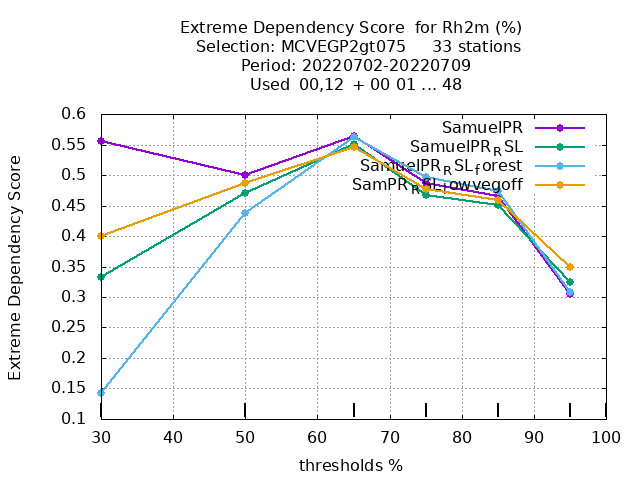 Extreme Dependency Score for Rh2m (%)
Selection: MCVEGP2gt075 33 stations
Period: 20220702-20220709
Used 00,12 + 00 01 ... 48
Extreme Dependency Score
0.6
0.55
0.5
0.45
0.4
0.35
0.3
0.25
0.2
0.15
0.1
SamuelPR
SamuelPR_RSL
SamuelPR_RSL_forest
SamPR_RSL_lowvegoff
30 40 50 60 70 80 90 100
thresholds %